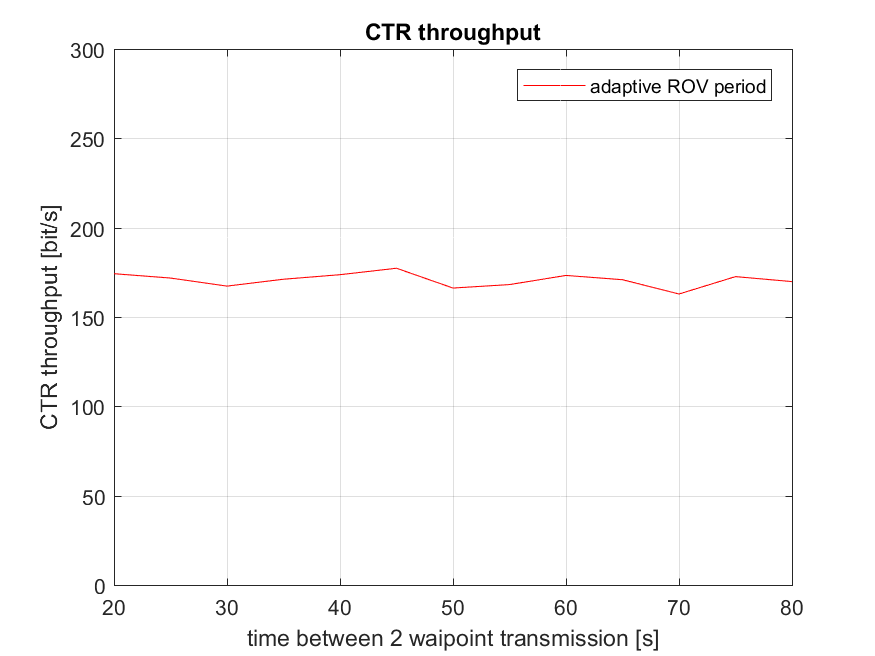 CTR throughput
adaptive ROV period
300
250
200
150
100
50
0
CTR throughput [bit/s]
20 30 40 50 60 70 80
time between 2 waipoint transmission [s]